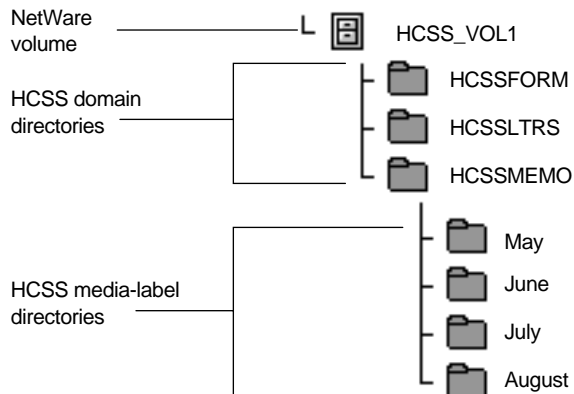 NetWare
volume
HCSS_VOL1
HCSS domain
directories
HCSSFORM
HCSSLTRS
HCSSMEMO
HCSS media-label
directories
May
June
July
August